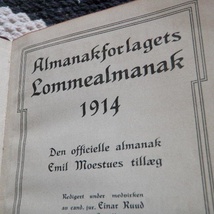 Almanakforlagets
Lommealmanak
1914
Den officielle almanak
Emil Moestues tillæg
Redigert under medvirken
av cand. jur. Einar Ruud